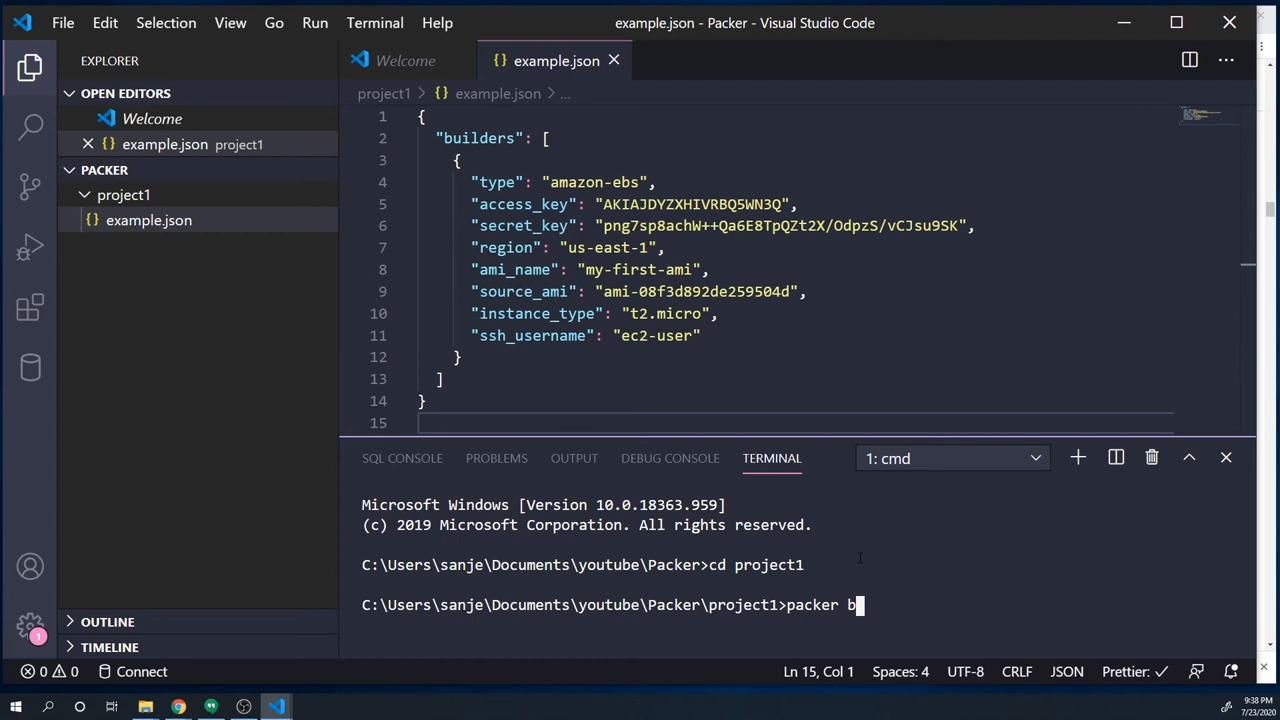 File Edit Selection View Go Run Terminal Help example.json - Packer - Visual Studio Code
EXPLORER
OPEN EDITORS
Welcome
example.json project1
PACKER
project1
example.json
OUTLINE
TIMELINE
Welcome example.json
project1 > example.json > ...
1 {
2 "builders": [
3 {
4 "type": "amazon-ebs",
5 "access_key": "AKIAJDYZXHIVRBQ5WN3Q",
6 "secret_key": "png7sp8achW++Qa6E8TpQZt2X/OdpzS/vCJsu9SK",
7 "region": "us-east-1",
8 "ami_name": "my-first-ami",
9 "source_ami": "ami-08f3d892de259504d",
10 "instance_type": "t2.micro",
11 "ssh_username": "ec2-user"
12 }
13 ]
14 }
15
SQL CONSOLE PROBLEMS OUTPUT DEBUG CONSOLE TERMINAL 1: cmd
Microsoft Windows [Version 10.0.18363.959]
(c) 2019 Microsoft Corporation. All rights reserved.
C:\Users\sanje\Documents\youtube\Packer>cd project1
C:\Users\sanje\Documents\youtube\Packer\project1>packer b
1
0 0 Connect Ln 15, Col 1 Spaces: 4 UTF-8 CRLF JSON Prettier: ✓
9:38 PM
7/23/2020